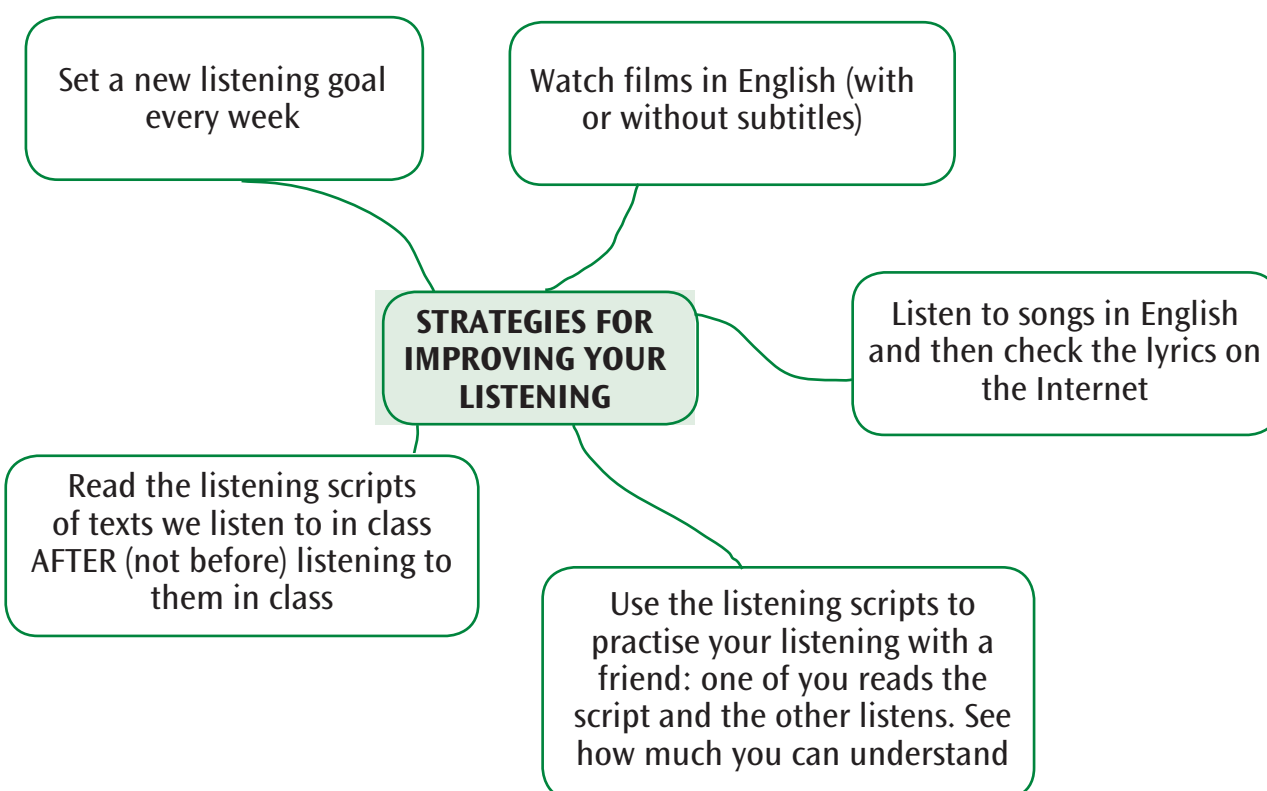 Set a new listening goal
every week
Watch films in English (with
or without subtitles)
STRATEGIES FOR
IMPROVING YOUR
LISTENING
Listen to songs in English
and then check the lyrics on
the Internet
Read the listening scripts
of texts we listen to in class
AFTER (not before) listening to
them in class
Use the listening scripts to
practise your listening with a
friend: one of you reads the
script and the other listens. See
how much you can understand